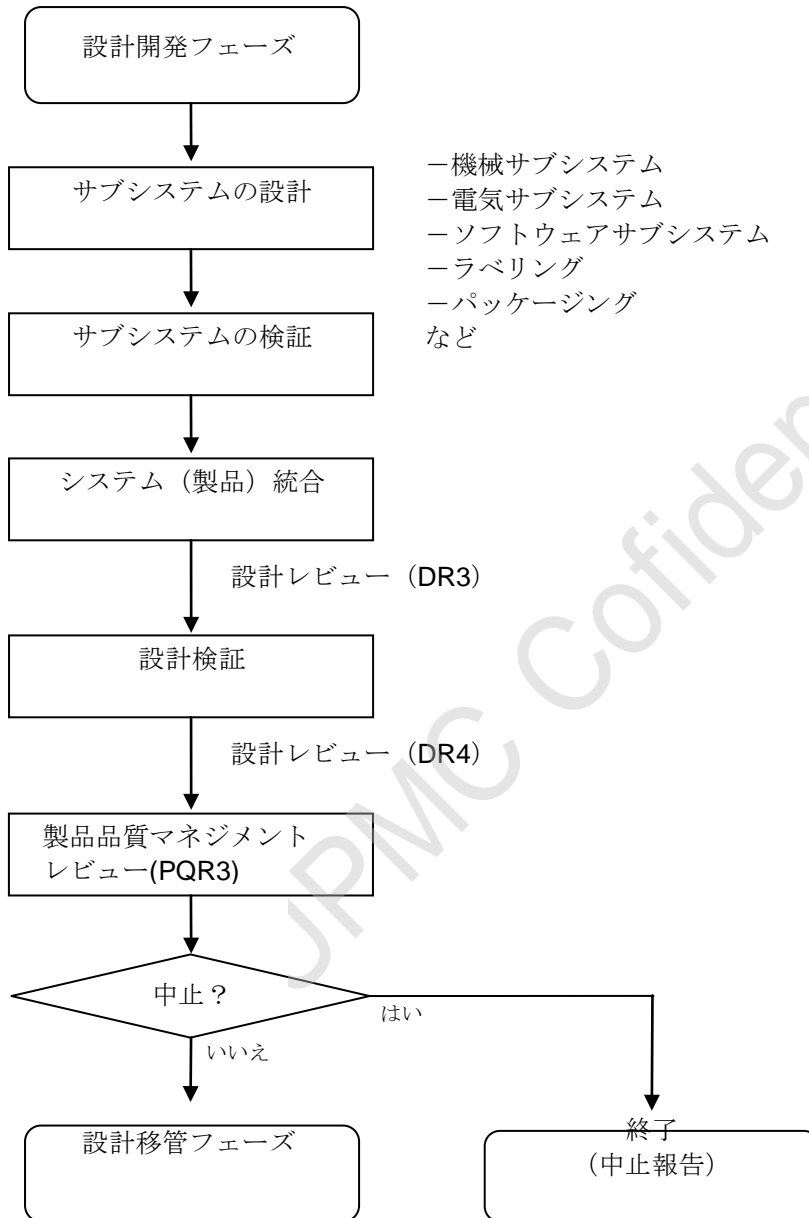 設計開発フェーズ
サブシステムの設計
－機械サブシステム
－電気サブシステム
－ソフトウェアサブシステム
－ラベリング
－パッケージング
など
サブシステムの検証
システム（製品）統合
設計レビュー（DR3）
設計検証
設計レビュー（DR4）
製品品質マネジメント
レビュー(PQR3)
中止？
はい
いいえ
設計移管フェーズ
終了
（中止報告）
JPMC Cofiden